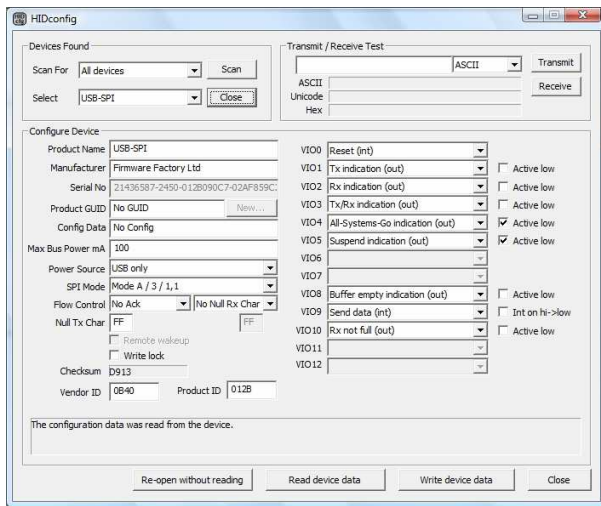 HIDconfig
Devices Found
Scan For All devices Scan
Select USB-SPI Close
Transmit / Receive Test
ASCII Transmit
ASCII Receive
Unicode
Hex
Configure Device
Product Name USB-SPI
Manufacturer Firmware Factory Ltd
Serial No 21436587-2450-012B090C7-02AF859C
Product GUID No GUID New...
Config Data No Config
Max Bus Power mA 100
Power Source USB only
SPI Mode Mode A / 3 / 1,1
Flow Control No Ack No Null Rx Char
Null Tx Char FF FF
Remote wakeup
Write lock
Checksum D913
Vendor ID 0B40 Product ID 012B
VIO0 Reset (int)
VIO1 Tx indication (out) Active low
VIO2 Rx indication (out) Active low
VIO3 Tx/Rx indication (out) Active low
VIO4 All-Systems-Go indication (out) Active low
VIO5 Suspend indication (out) Active low
VIO6
VIO7
VIO8 Buffer empty indication (out) Active low
VIO9 Send data (int) Int on hi->low
VIO10 Rx not full (out) Active low
VIO11
VIO12
The configuration data was read from the device.
Re-open without reading Read device data Write device data Close